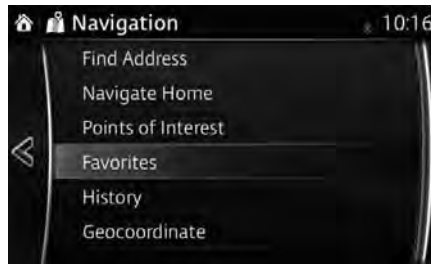 Navigation 10:16
Find Address
Navigate Home
Points of Interest
Favorites
History
Geocoordinate